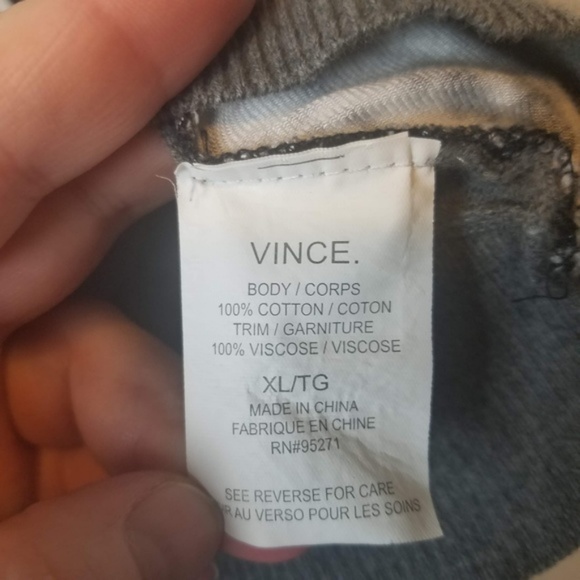 VINCE.
BODY / CORPS
100% COTTON / COTON
TRIM / GARNITURE
100% VISCOSE / VISCOSE
XL/TG
MADE IN CHINA
FABRIQUE EN CHINE
RN#95271
SEE REVERSE FOR CARE
AU VERSO POUR LES SOINS